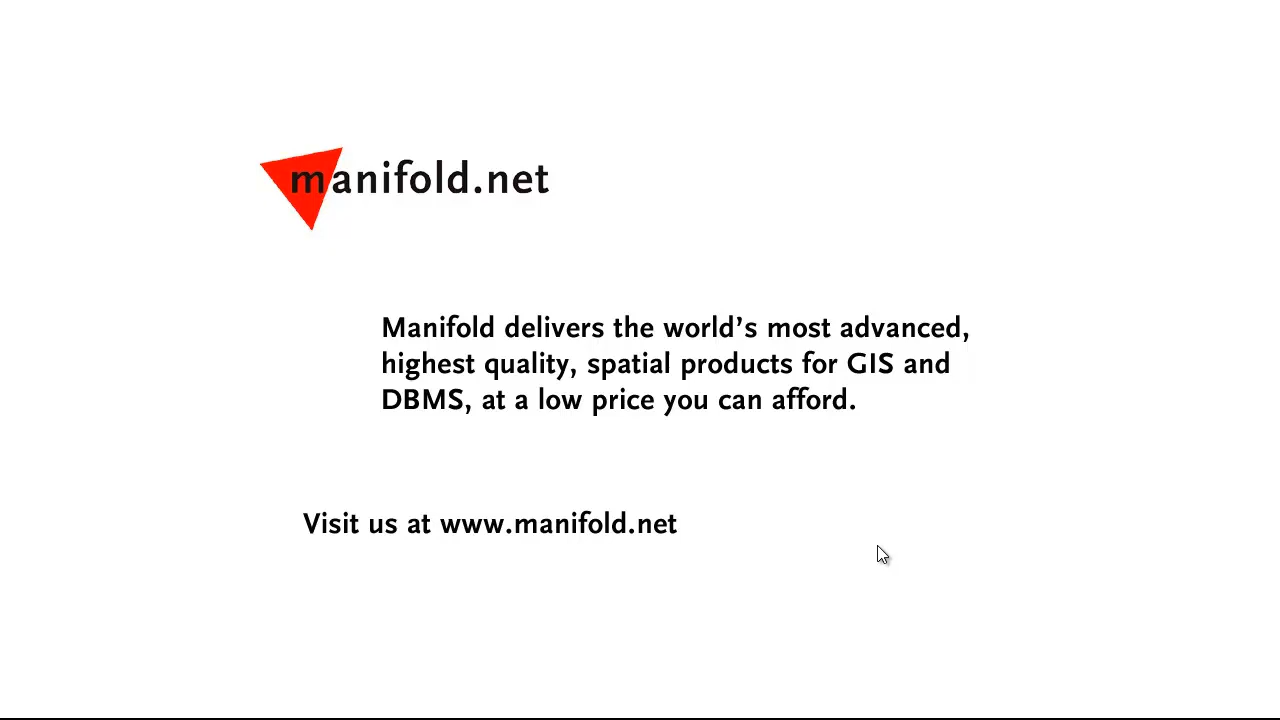 manifold.net
Manifold delivers the world’s most advanced,
highest quality, spatial products for GIS and
DBMS, at a low price you can afford.
Visit us at www.manifold.net